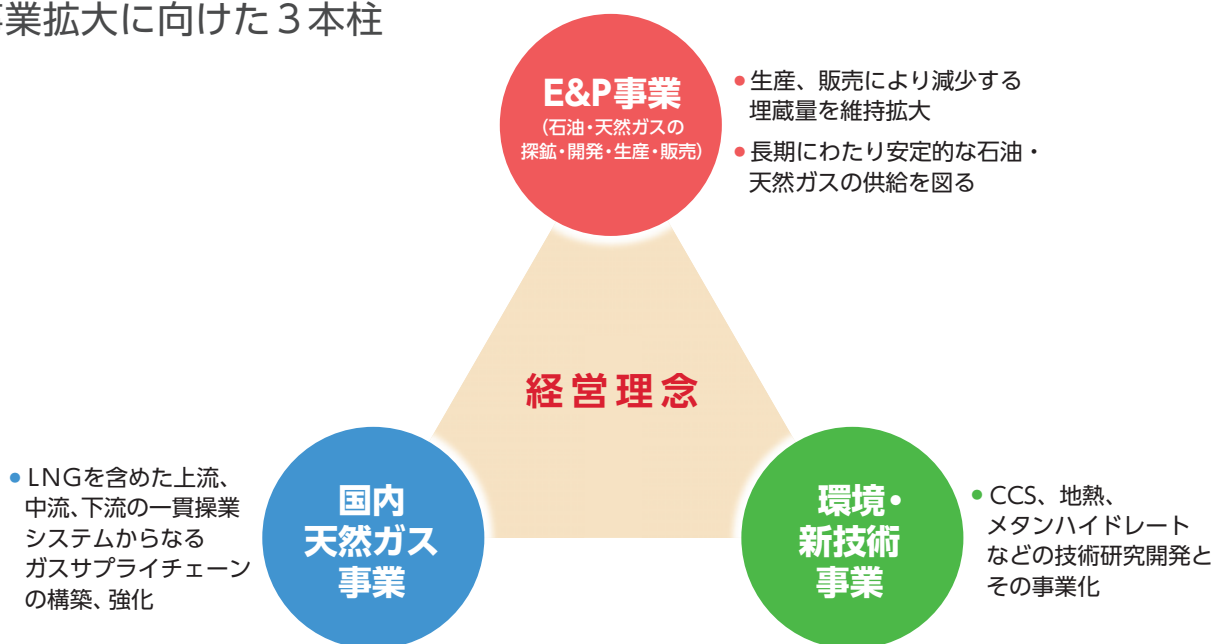 業拡大に向けた３本柱
E&P事業
(石油・天然ガスの
探鉱・開発・生産・販売)
● 生産、販売により減少する
埋蔵量を維持拡大
● 長期にわたり安定的な石油・
天然ガスの供給を図る
経営理念
● LNGを含めた上流、
中流、下流の一貫操業
システムからなる
ガスサプライチェーン
の構築、強化
国内
天然ガス
事業
環境・
新技術
事業
● CCS、地熱、
メタンハイドレート
などの技術研究開発と
その事業化